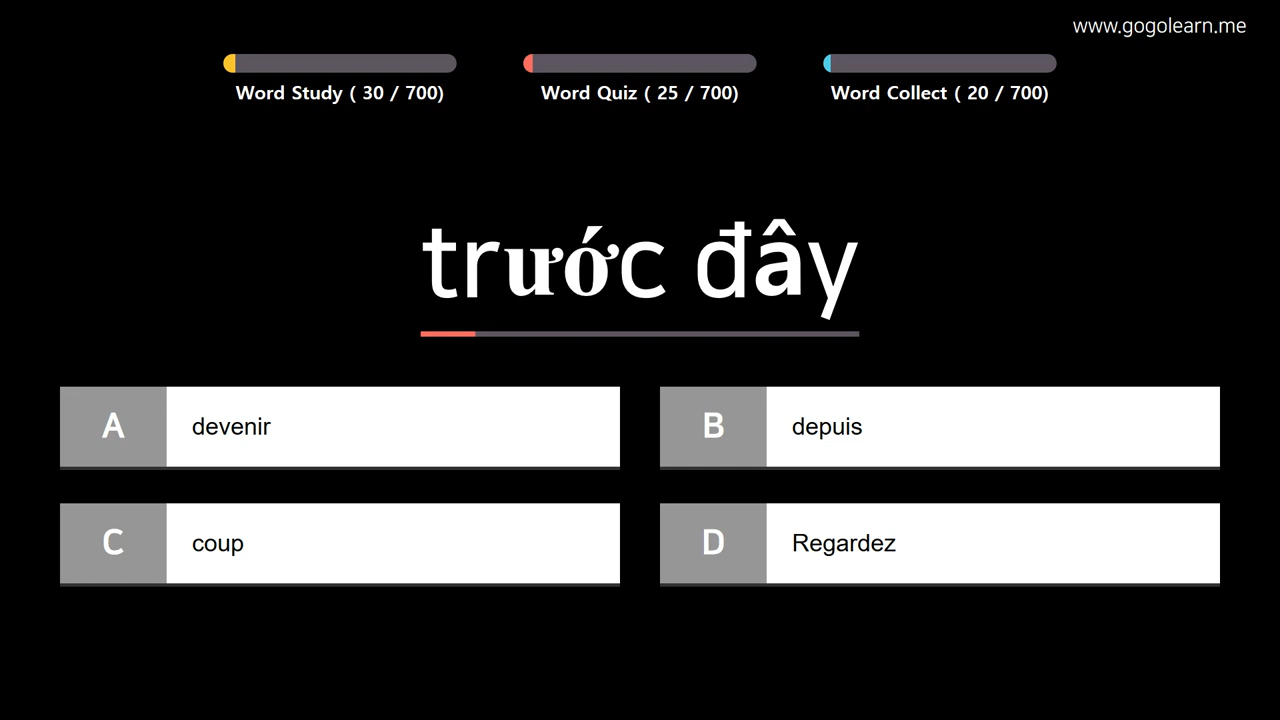 www.gogolearn.me
Word Study ( 30 / 700)
Word Quiz ( 25 / 700)
Word Collect ( 20 / 700)
trước đây
A devenir
B depuis
C coup
D Regardez